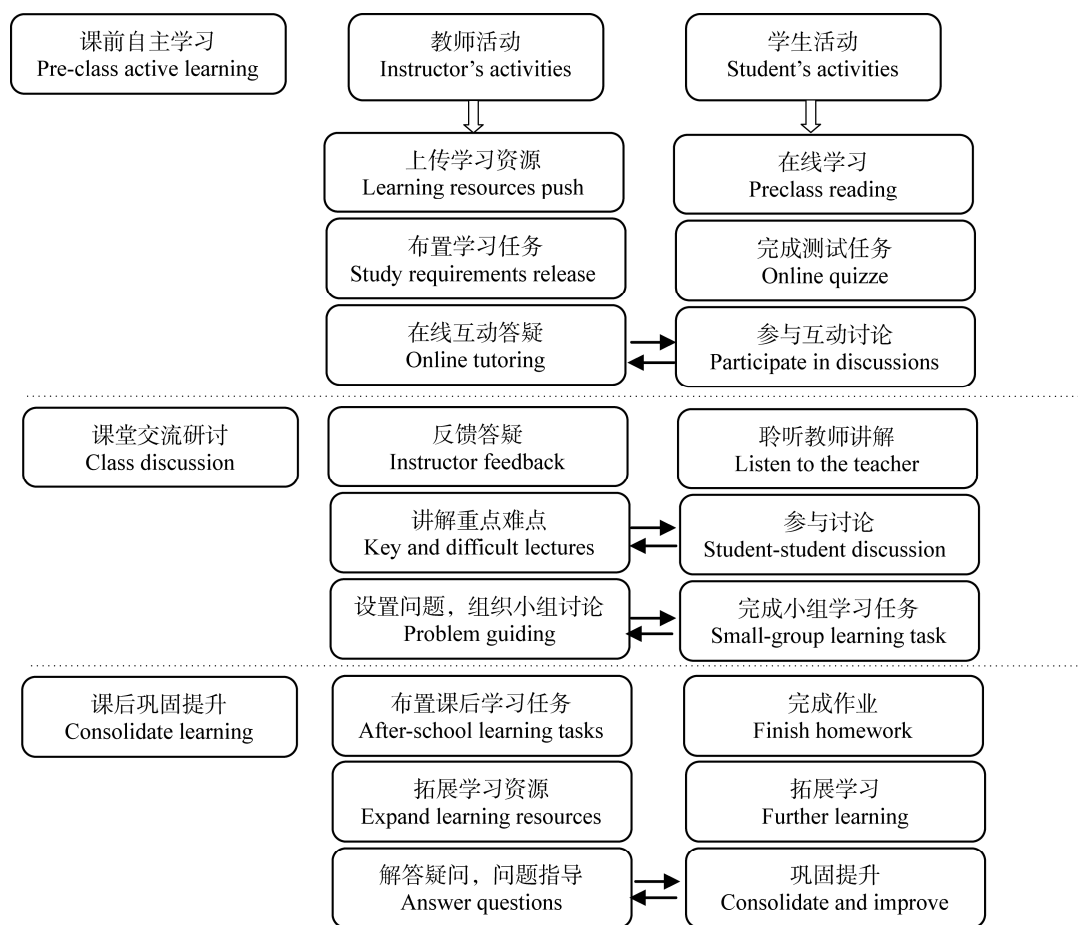 课前自主学习
Pre-class active learning
教师活动
Instructor's activities
学生活动
Student's activities
上传学习资源
Learning resources push
在线学习
Preclass reading
布置学习任务
Study requirements release
完成测试任务
Online quizze
在线互动答疑
Online tutoring
参与互动讨论
Participate in discussions
课堂交流研讨
Class discussion
反馈答疑
Instructor feedback
聆听教师讲解
Listen to the teacher
讲解重点难点
Key and difficult lectures
参与讨论
Student-student discussion
设置问题，组织小组讨论
Problem guiding
完成小组学习任务
Small-group learning task
课后巩固提升
Consolidate learning
布置课后学习任务
After-school learning tasks
完成作业
Finish homework
拓展学习资源
Expand learning resources
拓展学习
Further learning
解答疑问，问题指导
Answer questions
巩固提升
Consolidate and improve